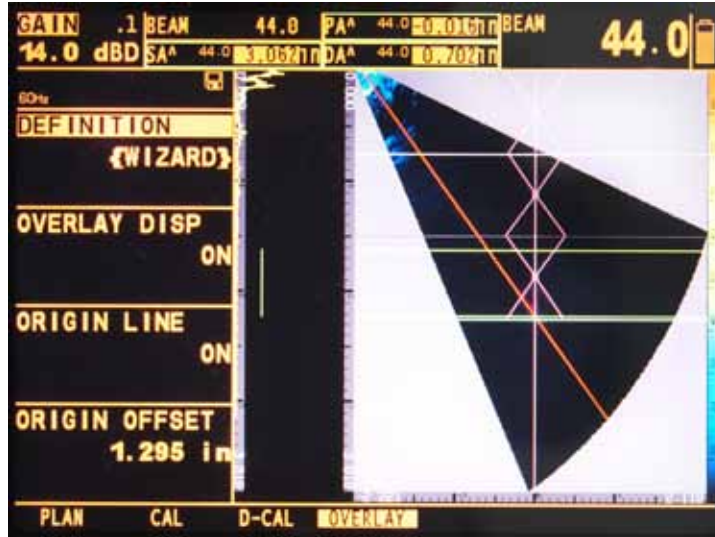 GAIN .1 BEAM 44.0 PA^ 44.0 -0.016in BEAM 44.0
14.0 dBD SA^ 44.0 3.062in DA^ 44.0 0.702in
60Hz
DEFINITION
{WIZARD}
OVERLAY DISP
ON
ORIGIN LINE
ON
ORIGIN OFFSET
1.295 in
PLAN CAL D-CAL OVERLAY